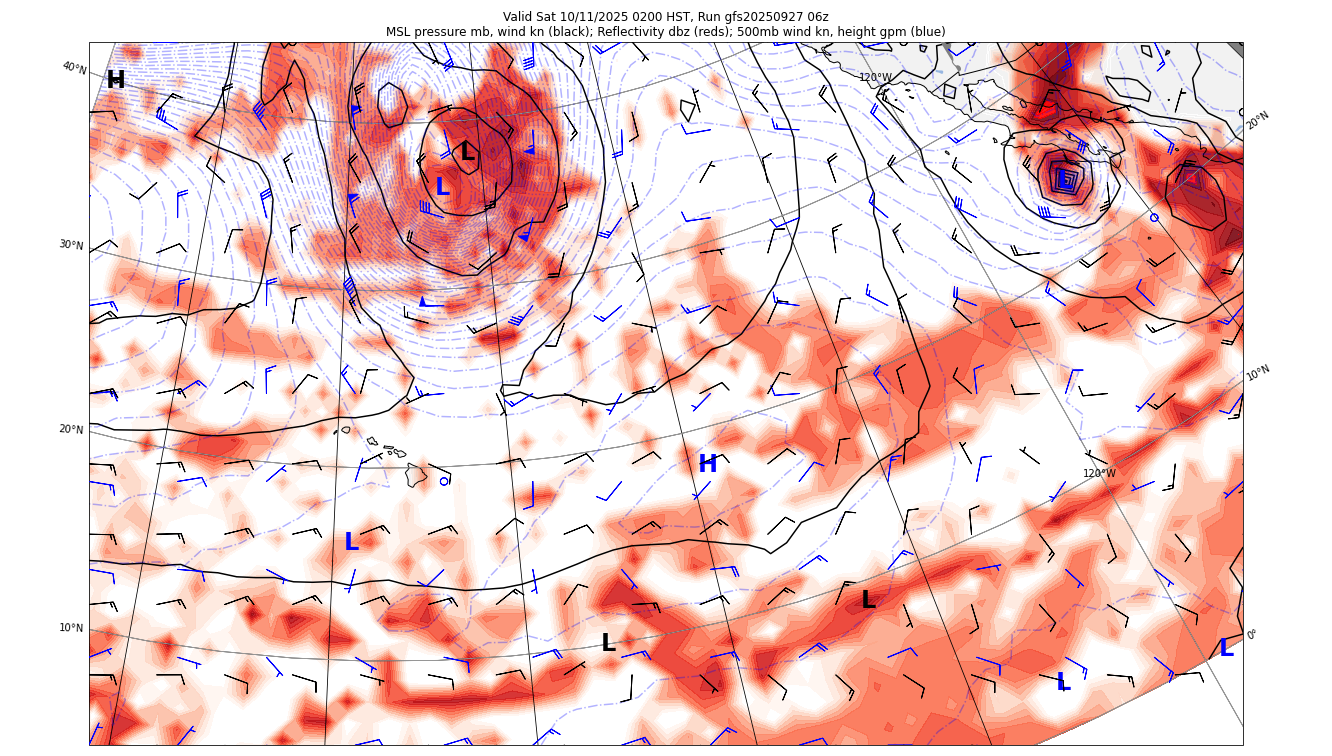 Valid Sat 10/11/2025 0200 HST, Run gfs20250927 06z
MSL pressure mb, wind kn (black); Reflectivity dbz (reds); 500mb wind kn, height gpm (blue)
40°N
H
120°W
20°N
L
L
L
30°N
10°N
20°N
H
120°W
L
L
10°N
L
0°
L
L